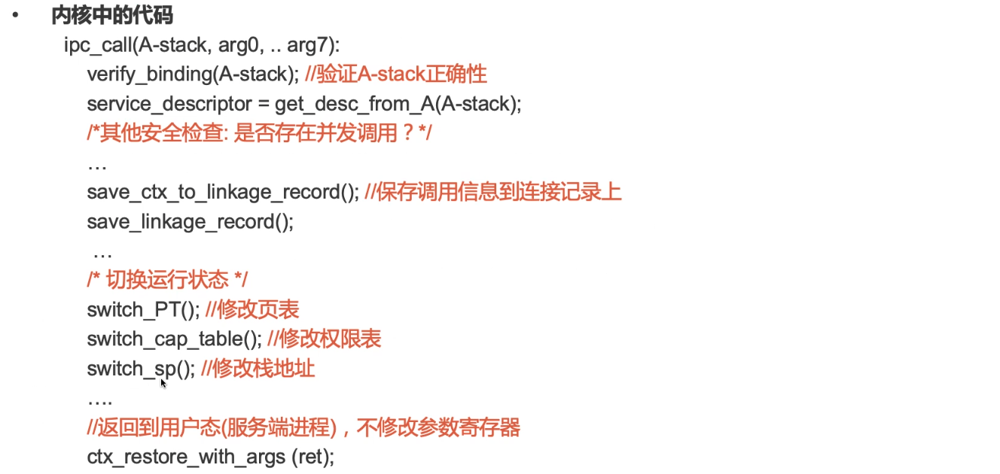 • 内核中的代码
ipc_call(A-stack, arg0, .. arg7):
verify_binding(A-stack); //验证A-stack正确性
service_descriptor = get_desc_from_A(A-stack);
/*其他安全检查: 是否存在并发调用？*/
…
save_ctx_to_linkage_record(); //保存调用信息到连接记录上
save_linkage_record();
…
/* 切换运行状态 */
switch_PT(); //修改页表
switch_cap_table(); //修改权限表
switch_sp(); //修改栈地址
….
//返回到用户态(服务端进程)，不修改参数寄存器
ctx_restore_with_args (ret);